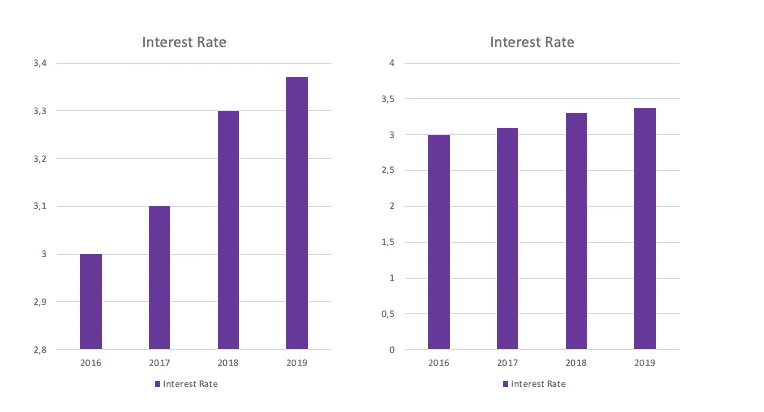 Interest Rate
3,4
3,3
3,2
3,1
3
2,9
2,8
2016 2017 2018 2019
Interest Rate
Interest Rate
4
3,5
3
2,5
2
1,5
1
0,5
0
2016 2017 2018 2019
Interest Rate